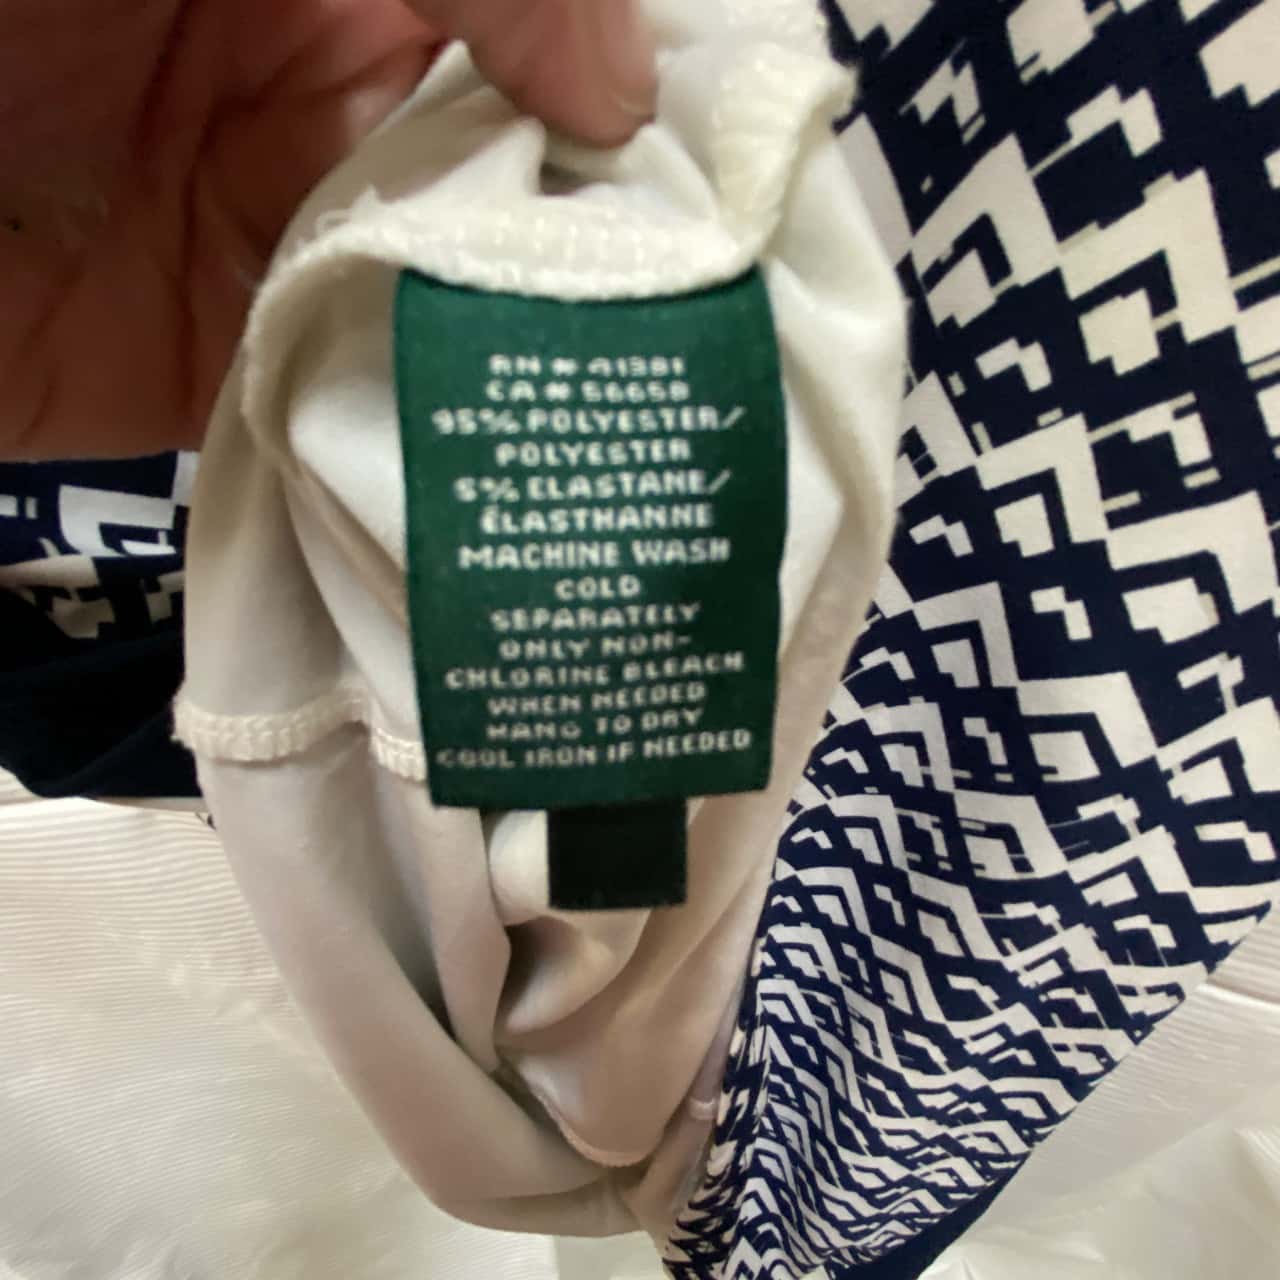 RN # 41381
CA # 56658
95% POLYESTER/
POLYESTER
5% ELASTANE/
ÉLASTHANNE
MACHINE WASH
COLD
SEPARATELY
ONLY NON-
CHLORINE BLEACH
WHEN NEEDED
HANG TO DRY
COOL IRON IF NEEDED